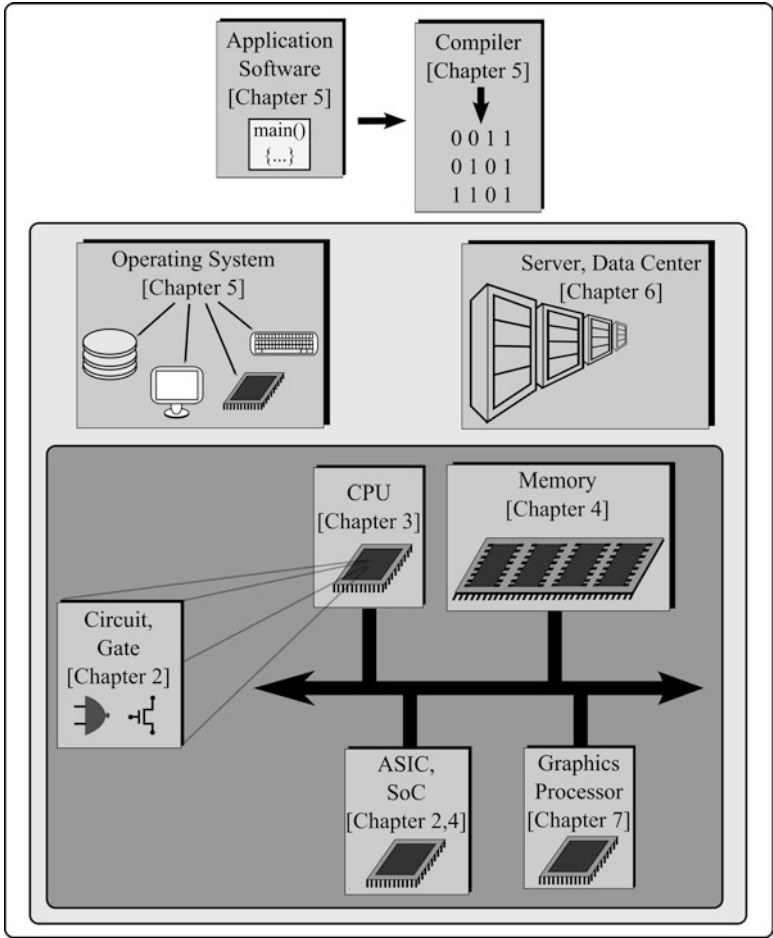 Application
Software
[Chapter 5]
main()
{...}
Compiler
[Chapter 5]
0 0 1 1
0 1 0 1
1 1 0 1
Operating System
[Chapter 5]
Server, Data Center
[Chapter 6]
CPU
[Chapter 3]
Memory
[Chapter 4]
Circuit,
Gate
[Chapter 2]
ASIC,
SoC
[Chapter 2,4]
Graphics
Processor
[Chapter 7]